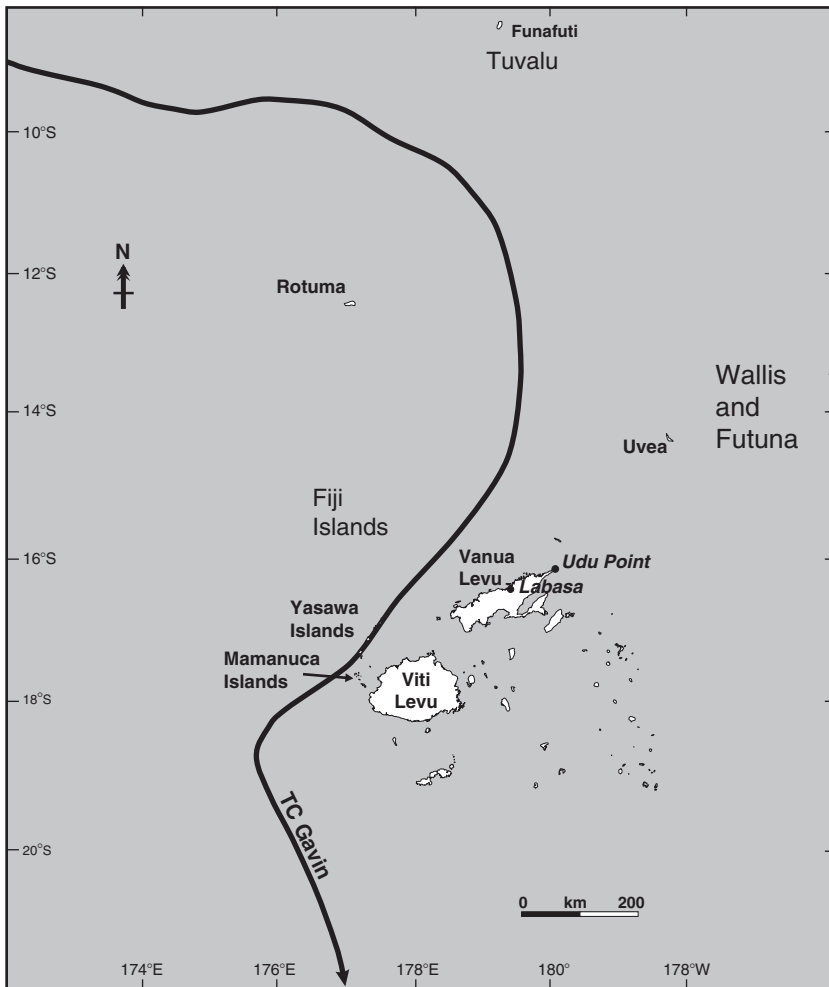 Funafuti
Tuvalu
10°S
N
12°S
Rotuma
Wallis
and
Futuna
14°S
Uvea
Fiji
Islands
16°S
Vanua
Levu
Udu Point
Labasa
Yasawa
Islands
Mamanuca
Islands
Viti
Levu
18°S
TC Gavin
20°S
0 km 200
174°E 176°E 178°E 180° 178°W